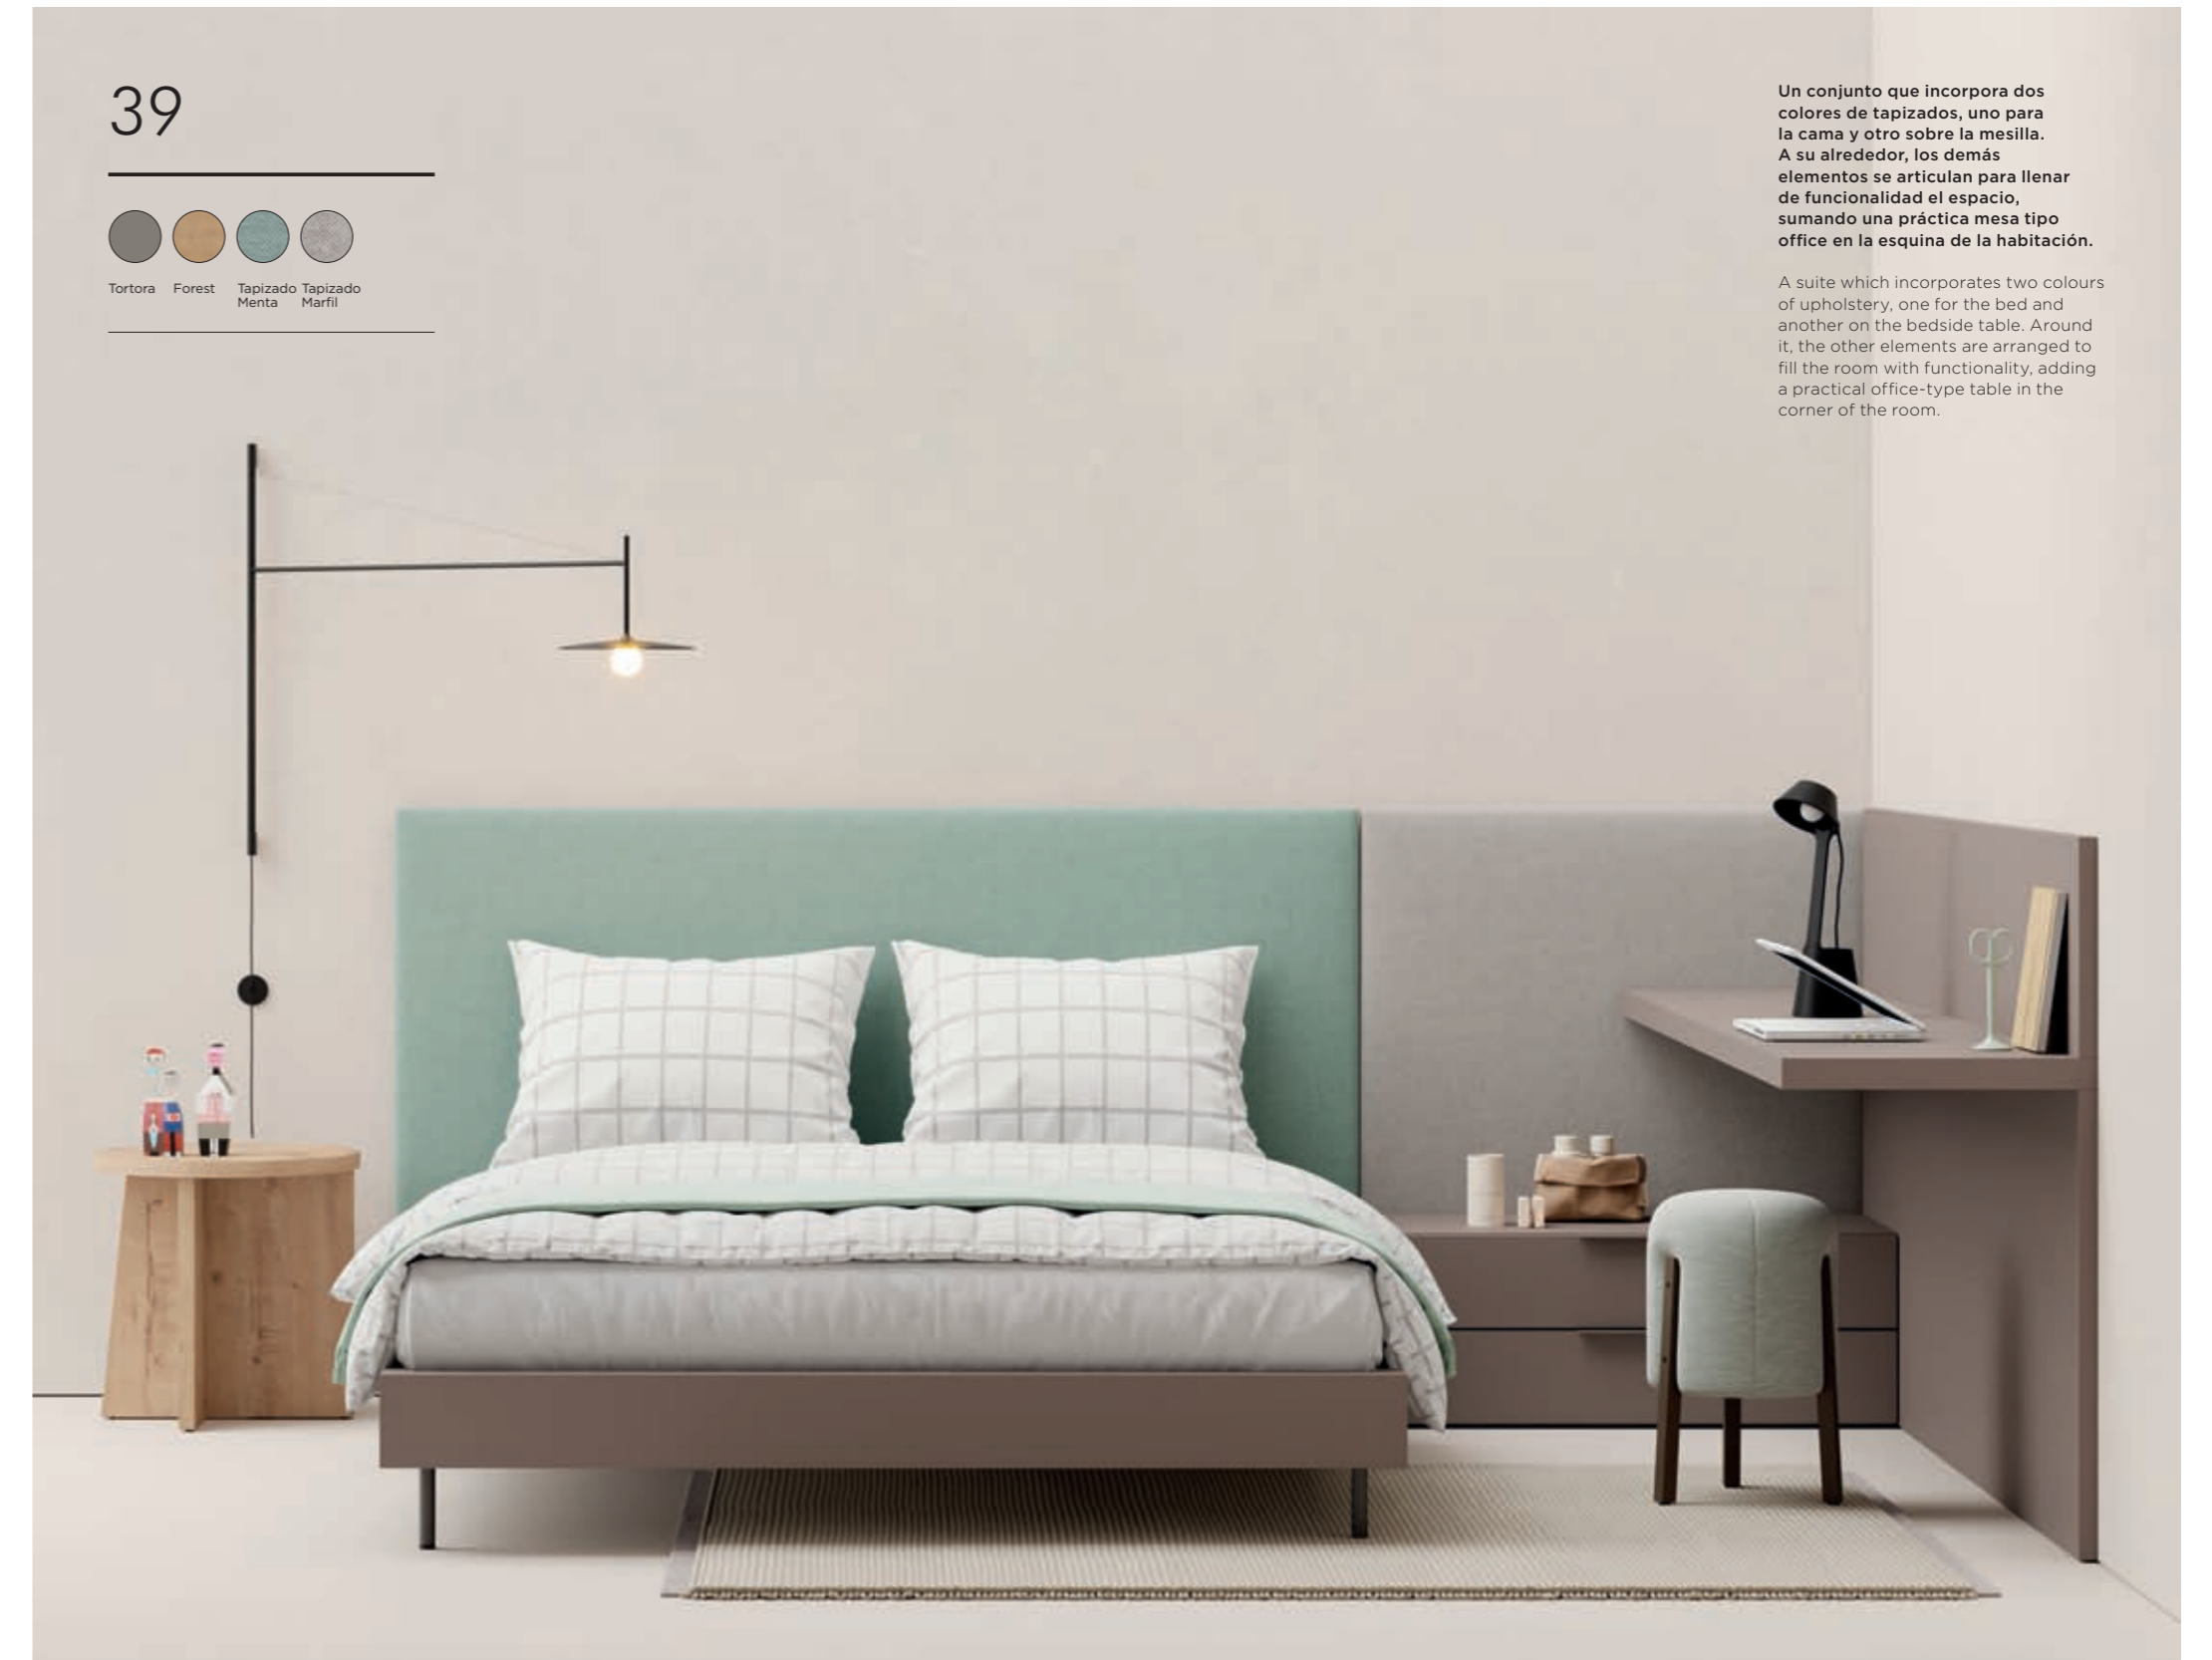 39
Tortora
Forest
Tapizado
Menta
Tapizado
Marfil
Un conjunto que incorpora dos
colores de tapizados, uno para
la cama y otro sobre la mesilla.
A su alrededor, los demás
elementos se articulan para llenar
de funcionalidad el espacio,
sumando una práctica mesa tipo
office en la esquina de la habitación.
A suite which incorporates two colours
of upholstery, one for the bed and
another on the bedside table. Around
it, the other elements are arranged to
fill the room with functionality, adding
a practical office-type table in the
corner of the room.